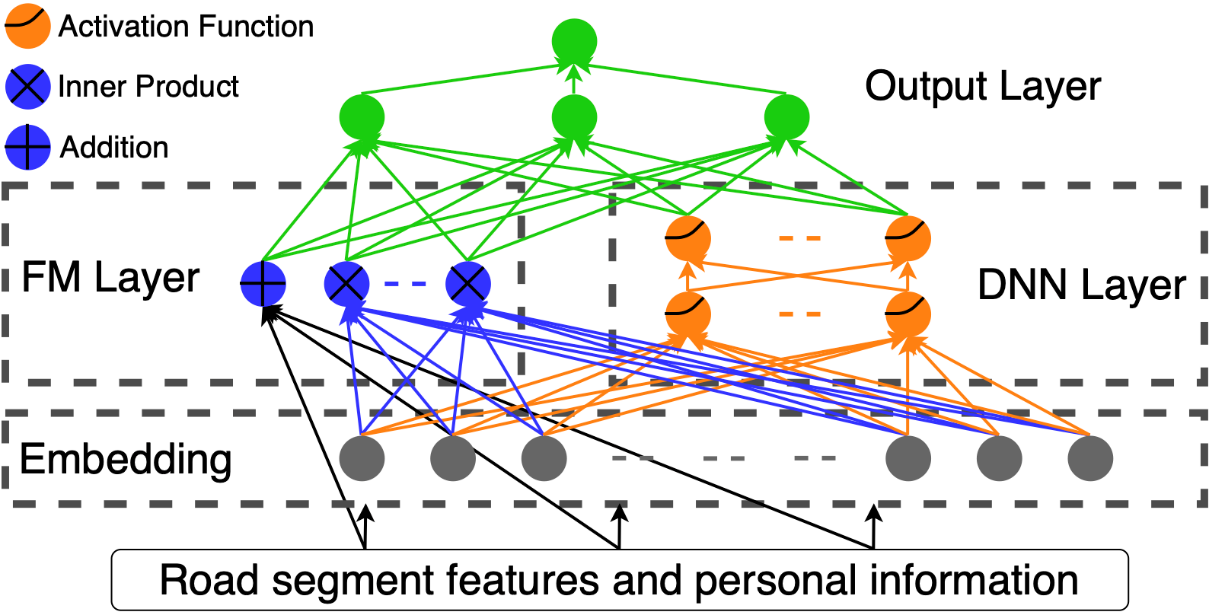 Activation Function
Inner Product
Addition
Output Layer
FM Layer
DNN Layer
Embedding
Road segment features and personal information